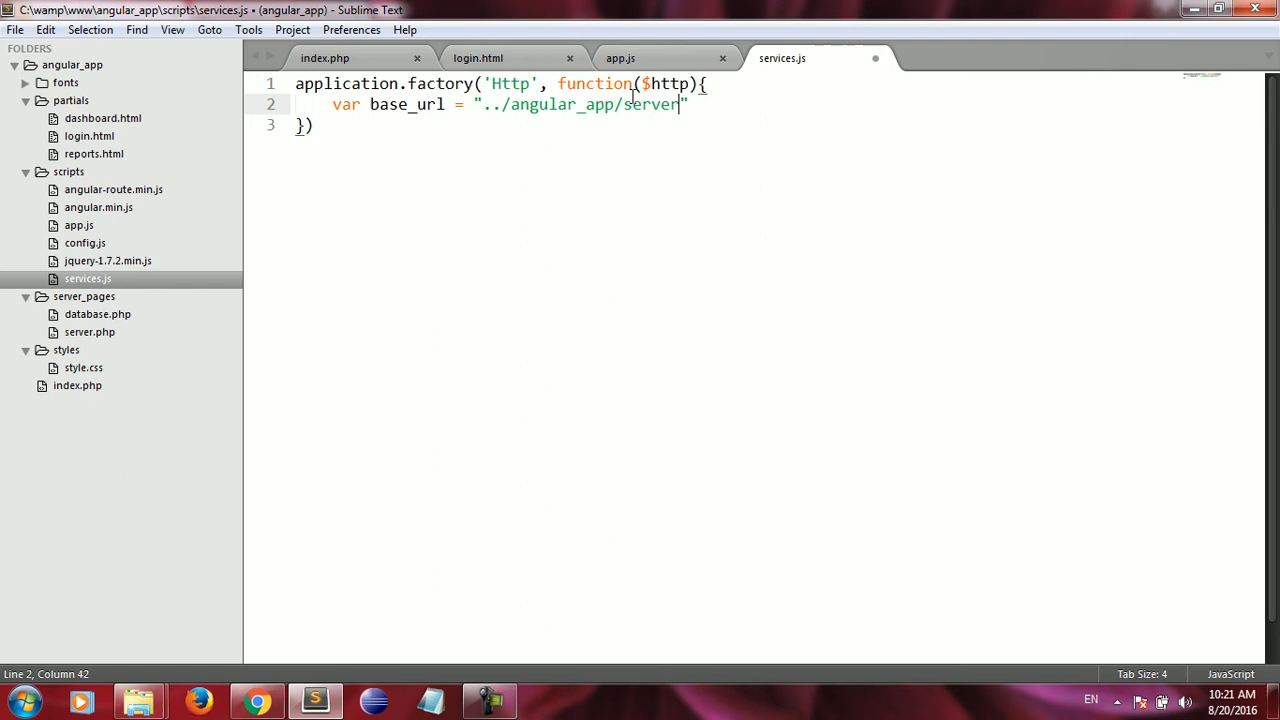 C:\wamp\www\angular_app\scripts\services.js • (angular_app) - Sublime Text
File Edit Selection Find View Goto Tools Project Preferences Help
FOLDERS
angular_app
fonts
partials
dashboard.html
login.html
reports.html
scripts
angular-route.min.js
angular.min.js
app.js
config.js
jquery-1.7.2.min.js
services.js
server_pages
database.php
server.php
styles
style.css
index.php
index.php login.html app.js services.js
1 application.factory('Http', function($http){
2 var base_url = "../angular_app/server"
3 })
Line 2, Column 42 Tab Size: 4 JavaScript
EN 10:21 AM
8/20/2016